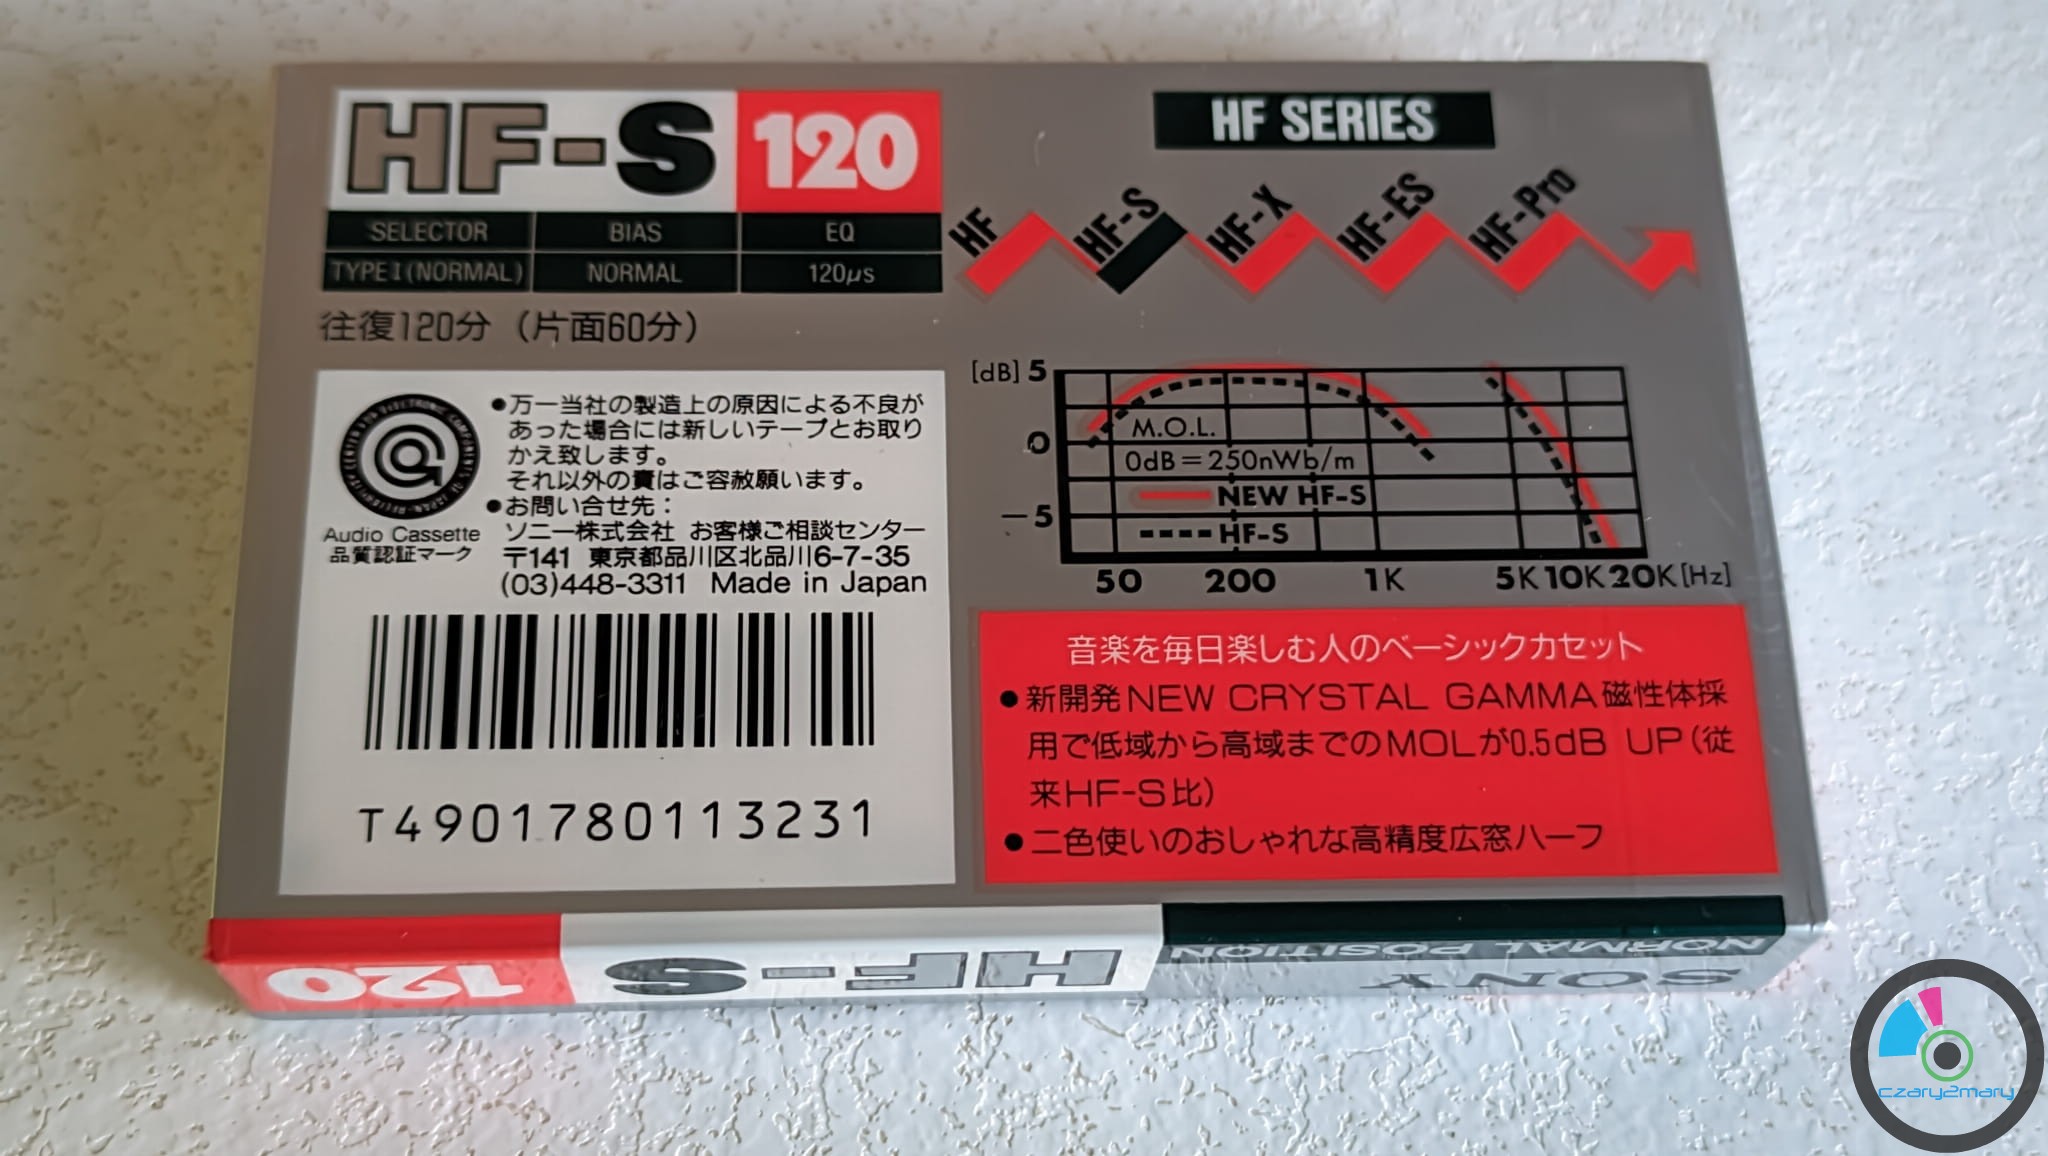 HF-S 120
SELECTOR BIAS EQ
TYPE I (NORMAL) NORMAL 120μs
往復120分（片面60分）
Audio Cassette
品質認証マーク
●万一当社の製造上の原因による不良が
あった場合には新しいテープとお取り
かえ致します。
それ以外の責はご容赦願います。
●お問い合せ先：
ソニー株式会社 お客様ご相談センター
〒141 東京都品川区北品川6-7-35
(03)448-3311 Made in Japan
T4901780113231
HF SERIES
HF HF-S HF-X HF-ES HF-Pro
[dB] 5
0
-5
M.O.L.
0dB=250nWb/m
NEW HF-S
HF-S
50 200 1K 5K 10K 20K [Hz]
音楽を毎日楽しむ人のベーシックカセット
●新開発NEW CRYSTAL GAMMA磁性体採
用で低域から高域までのMOLが0.5dB UP（従
来HF-S比）
●二色使いのおしゃれな高精度広窓ハーフ
120 HF-S
NORMAL POSITION
SONY
czary2mary